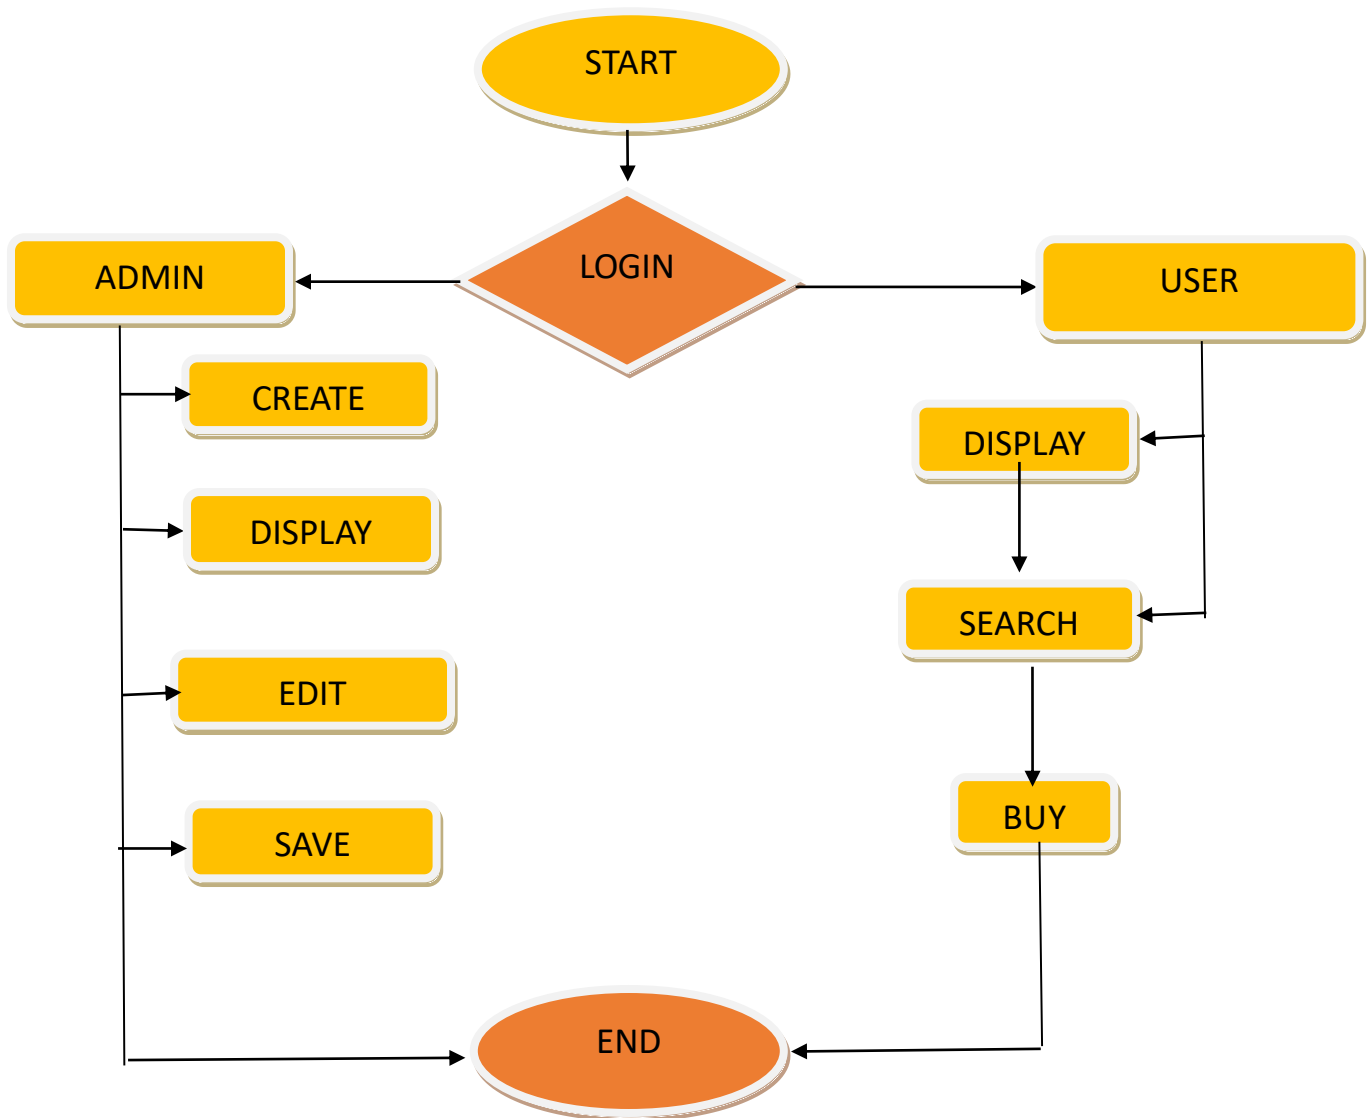 START
LOGIN
ADMIN
USER
CREATE
DISPLAY
EDIT
SAVE
DISPLAY
SEARCH
BUY
END